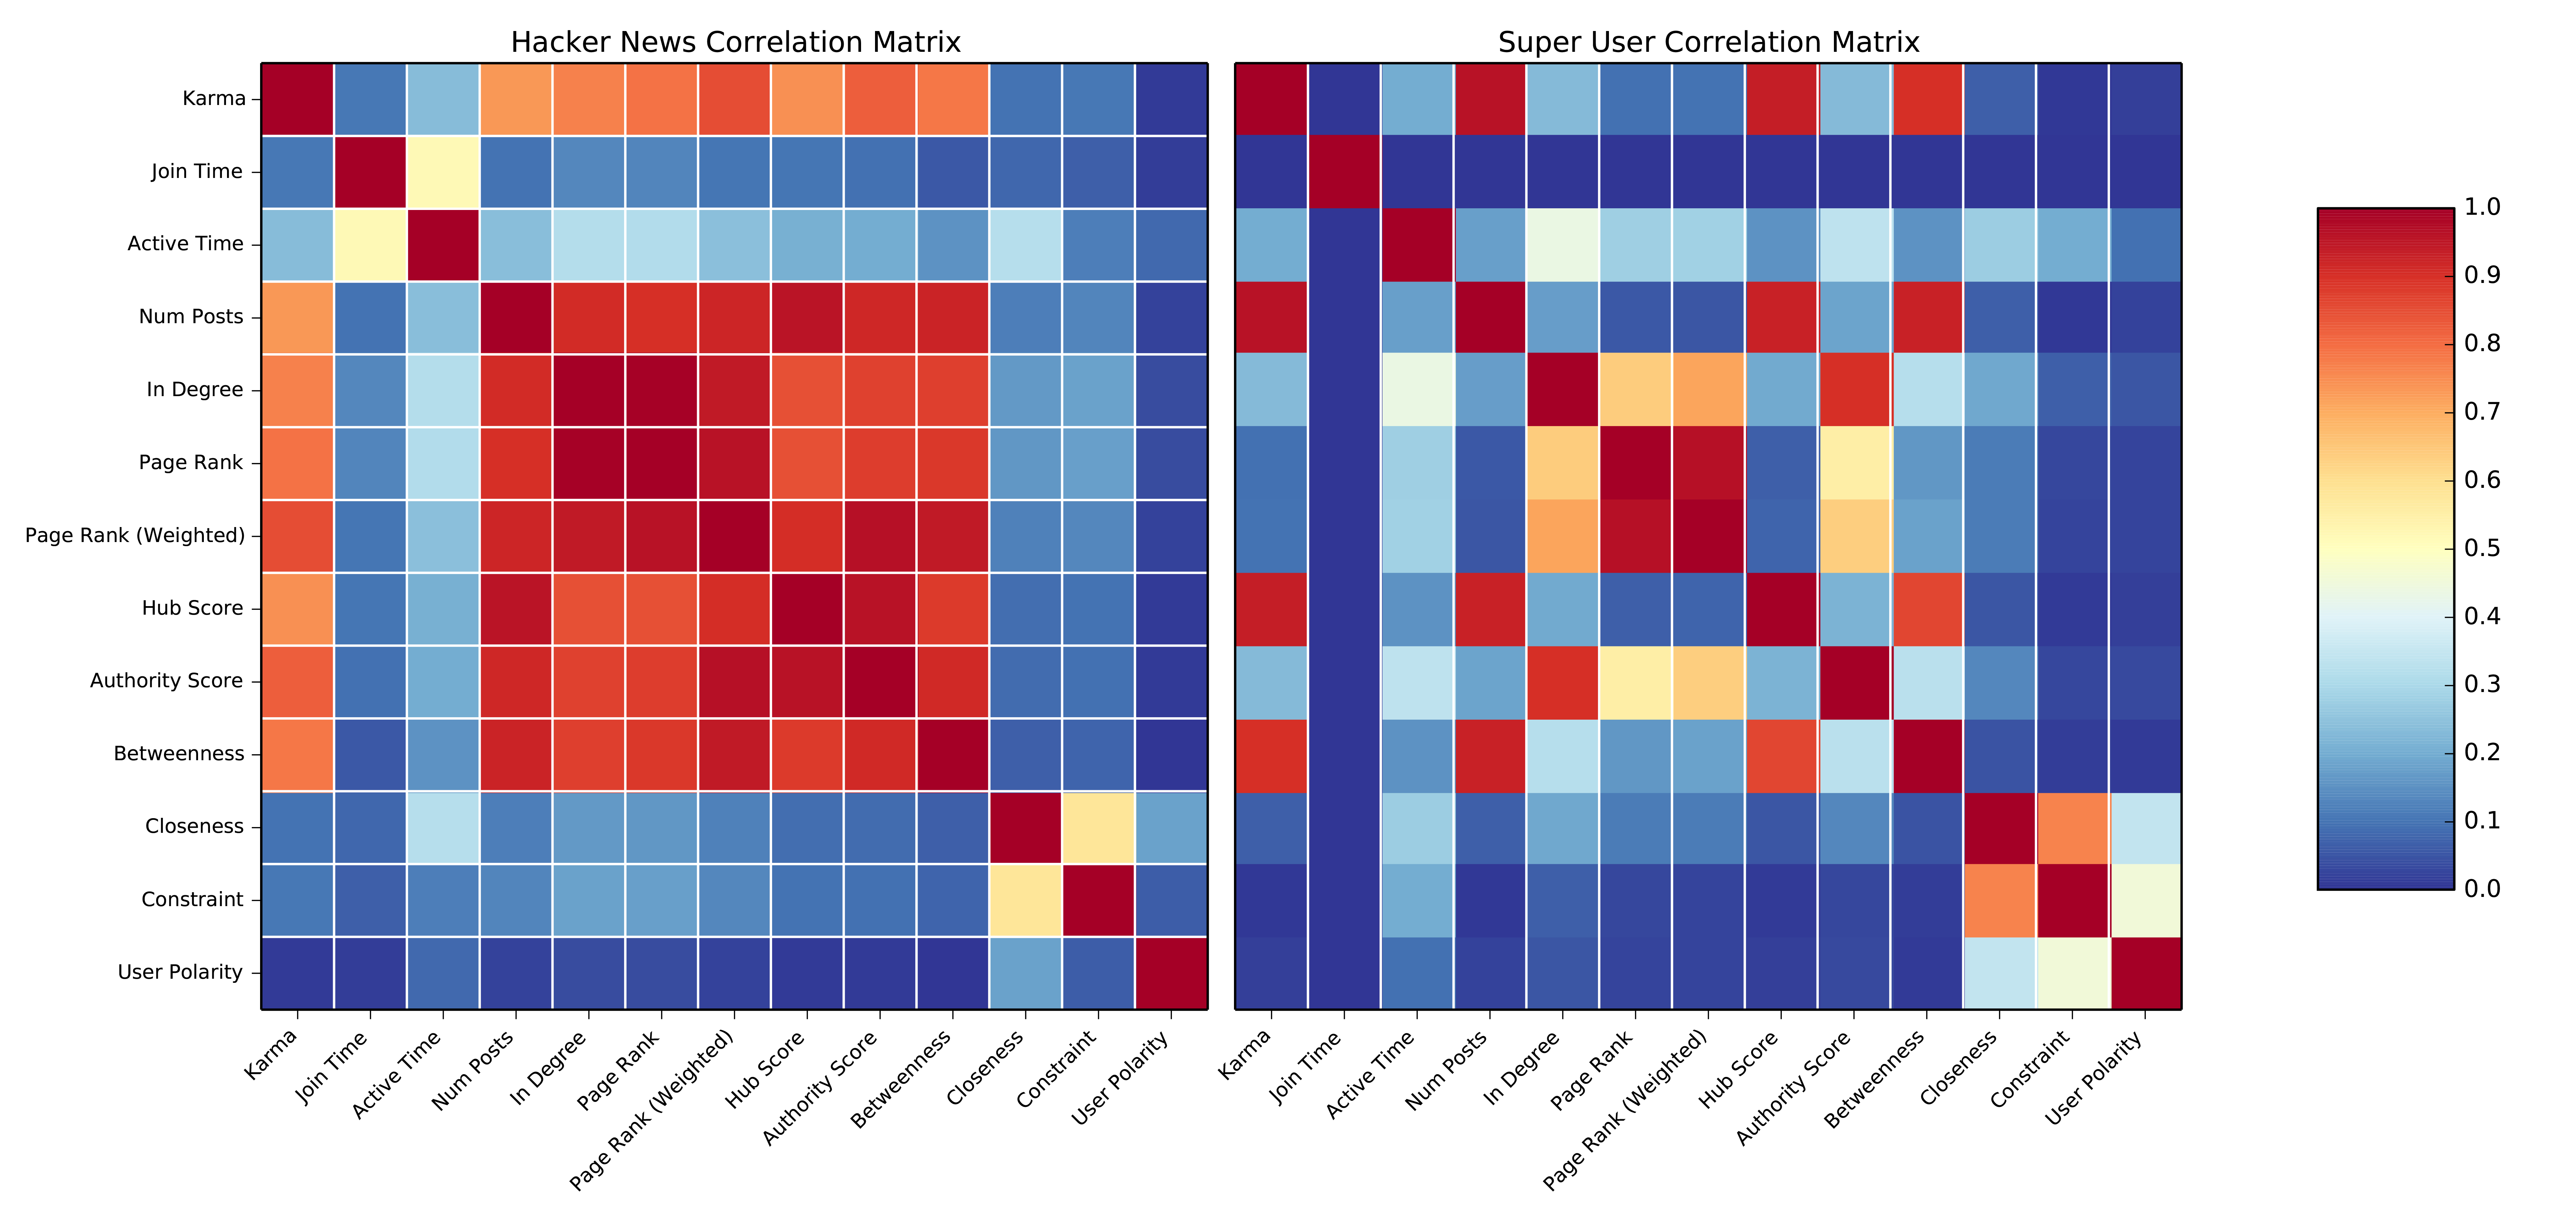 Hacker News Correlation Matrix
Super User Correlation Matrix
Karma
Join Time
Active Time
Num Posts
In Degree
Page Rank
Page Rank (Weighted)
Hub Score
Authority Score
Betweenness
Closeness
Constraint
User Polarity
Karma
Join Time
Active Time
Num Posts
In Degree
Page Rank
Page Rank (Weighted)
Hub Score
Authority Score
Betweenness
Closeness
Constraint
User Polarity
Karma
Join Time
Active Time
Num Posts
In Degree
Page Rank
Page Rank (Weighted)
Hub Score
Authority Score
Betweenness
Closeness
Constraint
User Polarity
1.0
0.9
0.8
0.7
0.6
0.5
0.4
0.3
0.2
0.1
0.0